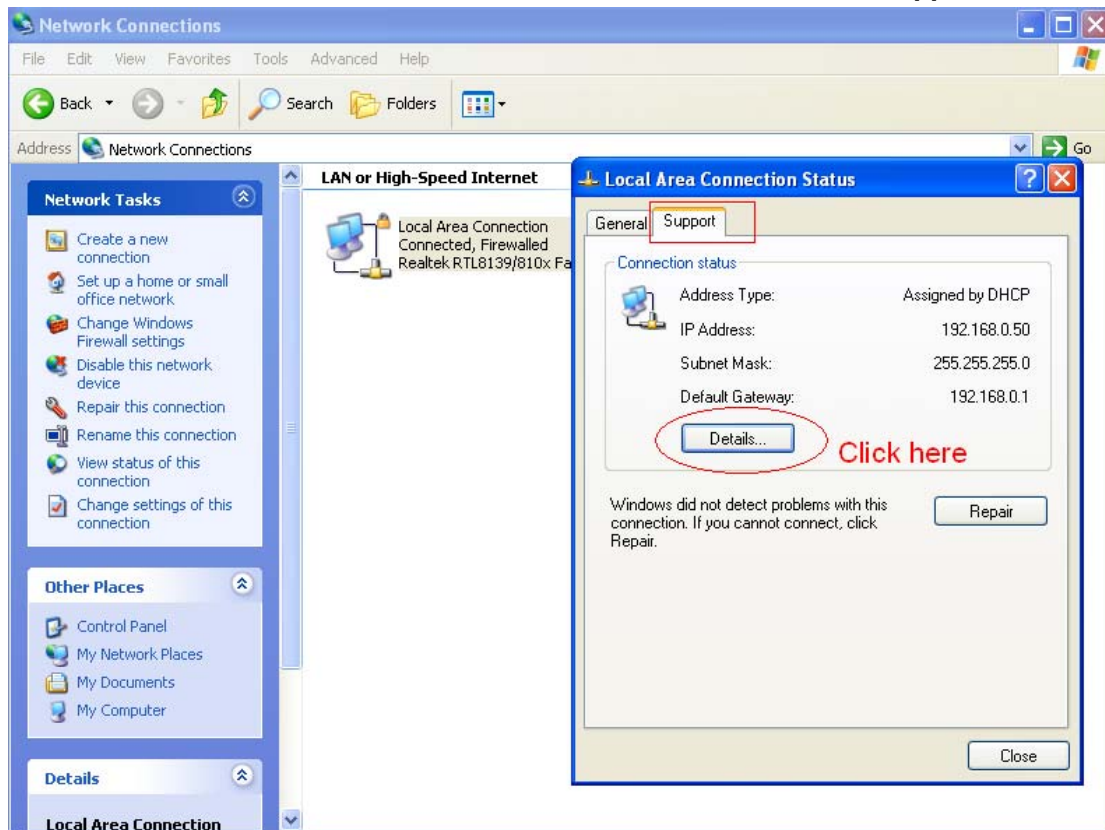 Network Connections
File Edit View Favorites Tools Advanced Help
Back Search Folders
Address Network Connections Go
Network Tasks
Create a new
connection
Set up a home or small
office network
Change Windows
Firewall settings
Disable this network
device
Repair this connection
Rename this connection
View status of this
connection
Change settings of this
connection
Other Places
Control Panel
My Network Places
My Documents
My Computer
Details
Local Area Connection
LAN or High-Speed Internet
Local Area Connection
Connected, Firewalled
Realtek RTL8139/810x Fa
Local Area Connection Status
General Support
Connection status
Address Type: Assigned by DHCP
IP Address: 192.168.0.50
Subnet Mask: 255.255.255.0
Default Gateway: 192.168.0.1
Details...
Click here
Windows did not detect problems with this
connection. If you cannot connect, click
Repair.
Repair
Close